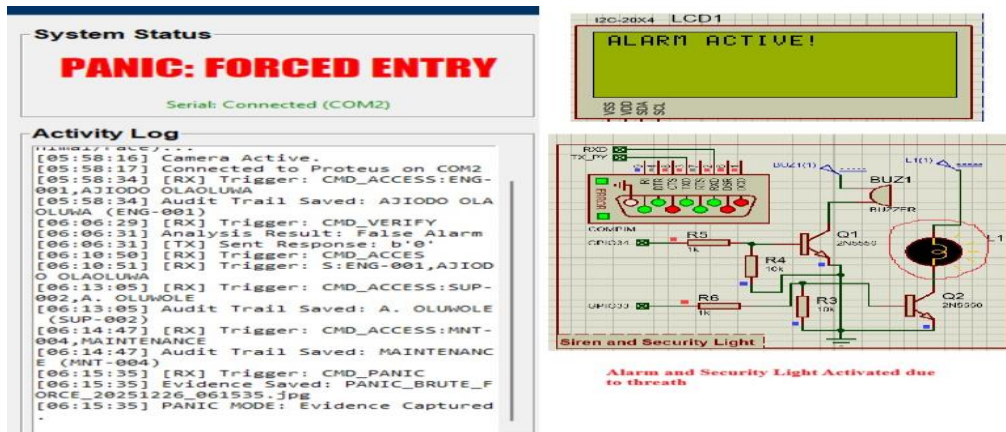 System Status
PANIC: FORCED ENTRY
Serial: Connected (COM2)
Activity Log
[05:58:16] Camera Active.
[05:58:17] Connected to Proteus on COM2
[05:58:34] [RX] Trigger: CMD_ACCESS:ENG-
001,AJIODO OLAOLUWA
[05:58:34] Audit Trail Saved: AJIODO OLA
OLUWA (ENG-001)
[06:06:29] [RX] Trigger: CMD_VERIFY
[06:06:31] Analysis Result: False Alarm
[06:06:31] [TX] Sent Response: b'0'
[06:10:50] [RX] Trigger: CMD_ACCES
[06:10:51] [RX] Trigger: S:ENG-001,AJIOD
O OLAOLUWA
[06:13:05] [RX] Trigger: CMD_ACCESS:SUP-
002,A. OLUWOLE
[06:13:05] Audit Trail Saved: A. OLUWOLE
(SUP-002)
[06:14:47] [RX] Trigger: CMD_ACCESS:MNT-
004,MAINTENANCE
[06:14:47] Audit Trail Saved: MAINTENANC
E (MNT-004)
[06:15:35] [RX] Trigger: CMD_PANIC
[06:15:35] Evidence Saved: PANIC_BRUTE_F
ORCE_20251226_061535.jpg
[06:15:35] PANIC MODE: Evidence Captured
.
I2C-20X4 LCD1
ALARM ACTIVE!
VSS
VDD
SDA
SCL
RXD
TX_PY
ERROR
COMPIM
BUZ1(1)
L1(1)
BUZ1
BUZZER
L1
R5
1k
Q1
2N5550
R4
10k
R6
1k
R3
10k
Q2
2N5550
Siren and Security Light
Alarm and Security Light Activated due
to threath